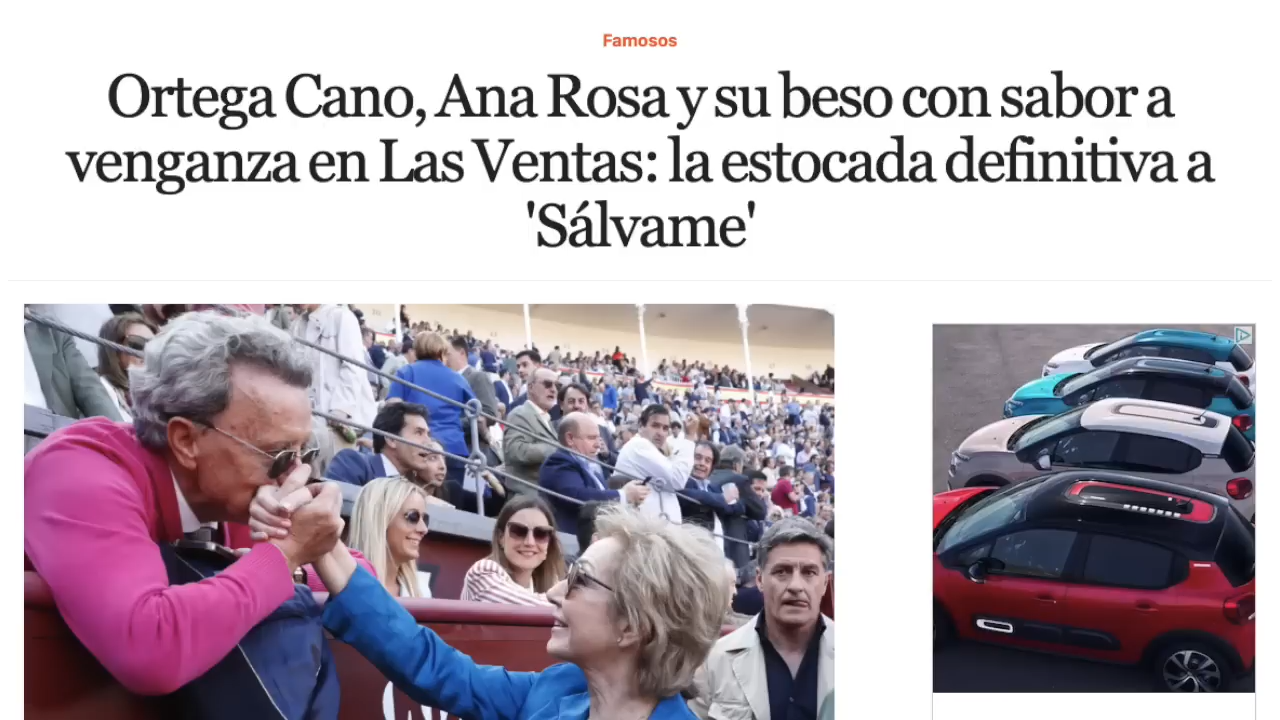 Famosos
Ortega Cano, Ana Rosa y su beso con sabor a
venganza en Las Ventas: la estocada definitiva a
'Sálvame'